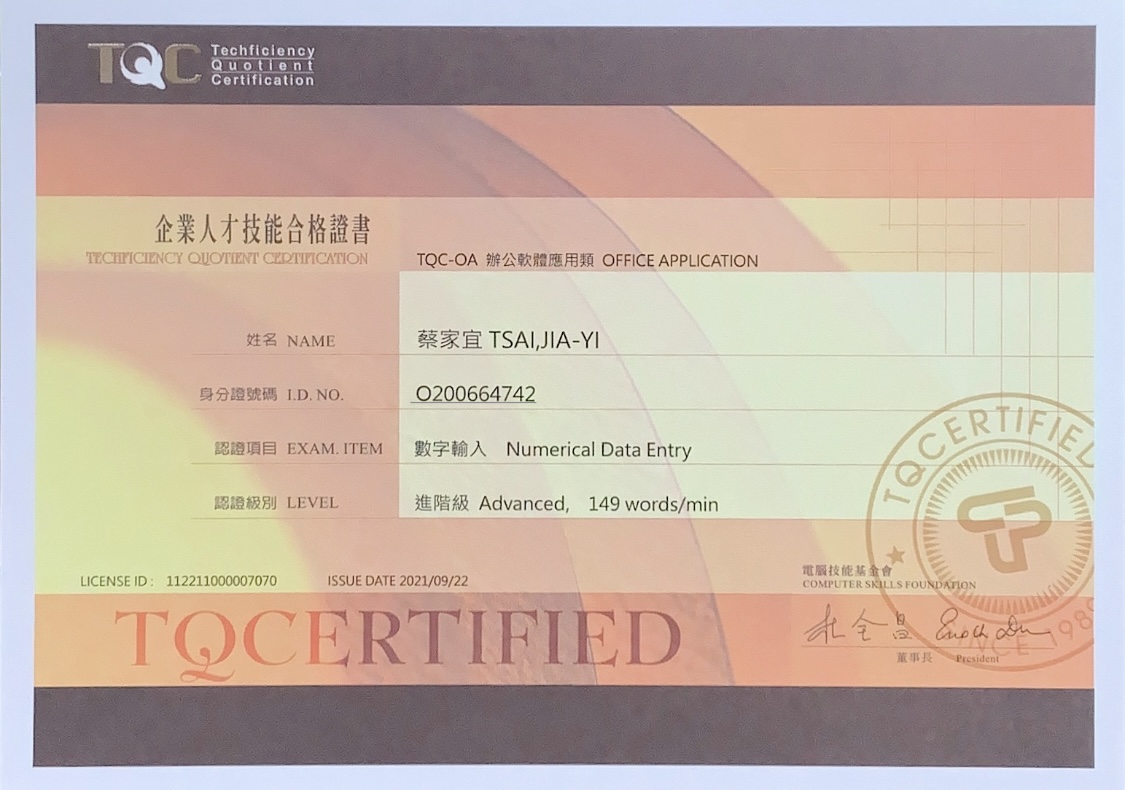 TQC Techficiency
Quotient
Certification
企業人才技能合格證書
TECHFICIENCY QUOTIENT CERTIFICATION
TQC-OA 辦公軟體應用類 OFFICE APPLICATION
姓名 NAME 蔡家宜 TSAI,JIA-YI
身分證號碼 I.D. NO. O200664742
認證項目 EXAM. ITEM 數字輸入 Numerical Data Entry
認證級別 LEVEL 進階級 Advanced, 149 words/min
LICENSE ID : 112211000007070 ISSUE DATE 2021/09/22
電腦技能基金會
COMPUTER SKILLS FOUNDATION
TQCERTIFIED
杜全昌
董事長 President
TQCERTIFIED
SINCE 1989